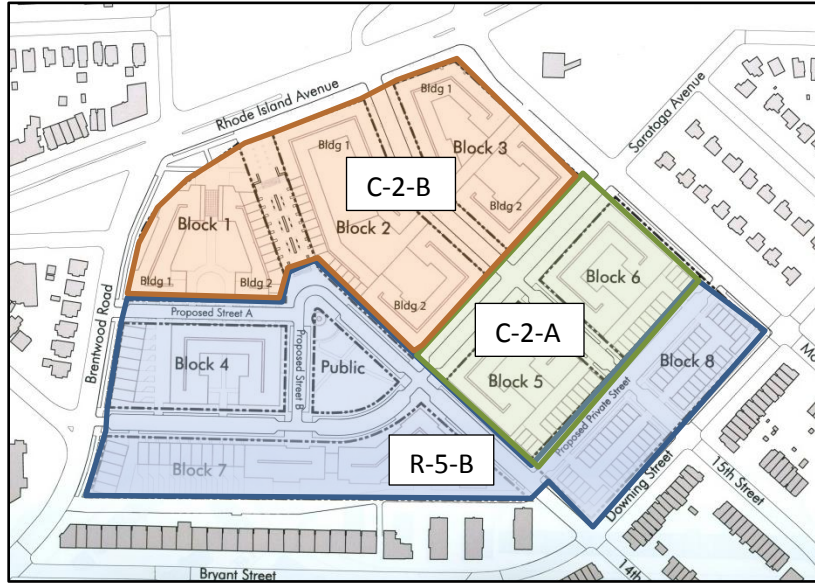 Rhode Island Avenue
Saratoga Avenue
Bldg 1
Block 3
Bldg 1
C-2-B
Block 1
Block 2
Bldg 2
Block 6
Bldg 1
Bldg 2
Bldg 2
Proposed Street A
Brentwood Road
Proposed Street B
C-2-A
Block 4
Public
Block 5
Block 8
Proposed Private Street
R-5-B
Block 7
Downing Street
15th Street
Bryant Street
14th